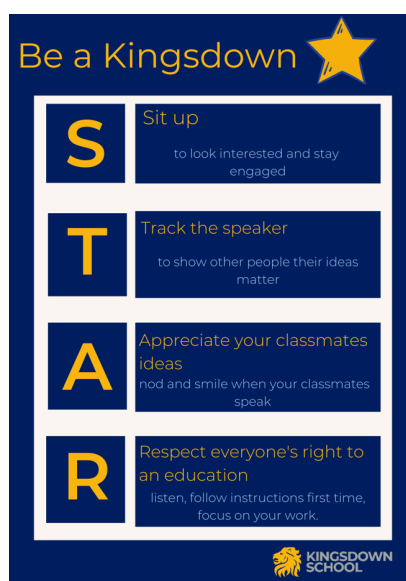 Be a Kingsdown
S
Sit up
to look interested and stay
engaged
T
Track the speaker
to show other people their ideas
matter
A
Appreciate your classmates
ideas
nod and smile when your classmates
speak
R
Respect everyone's right to
an education
listen, follow instructions first time,
focus on your work.
KINGSDOWN
SCHOOL